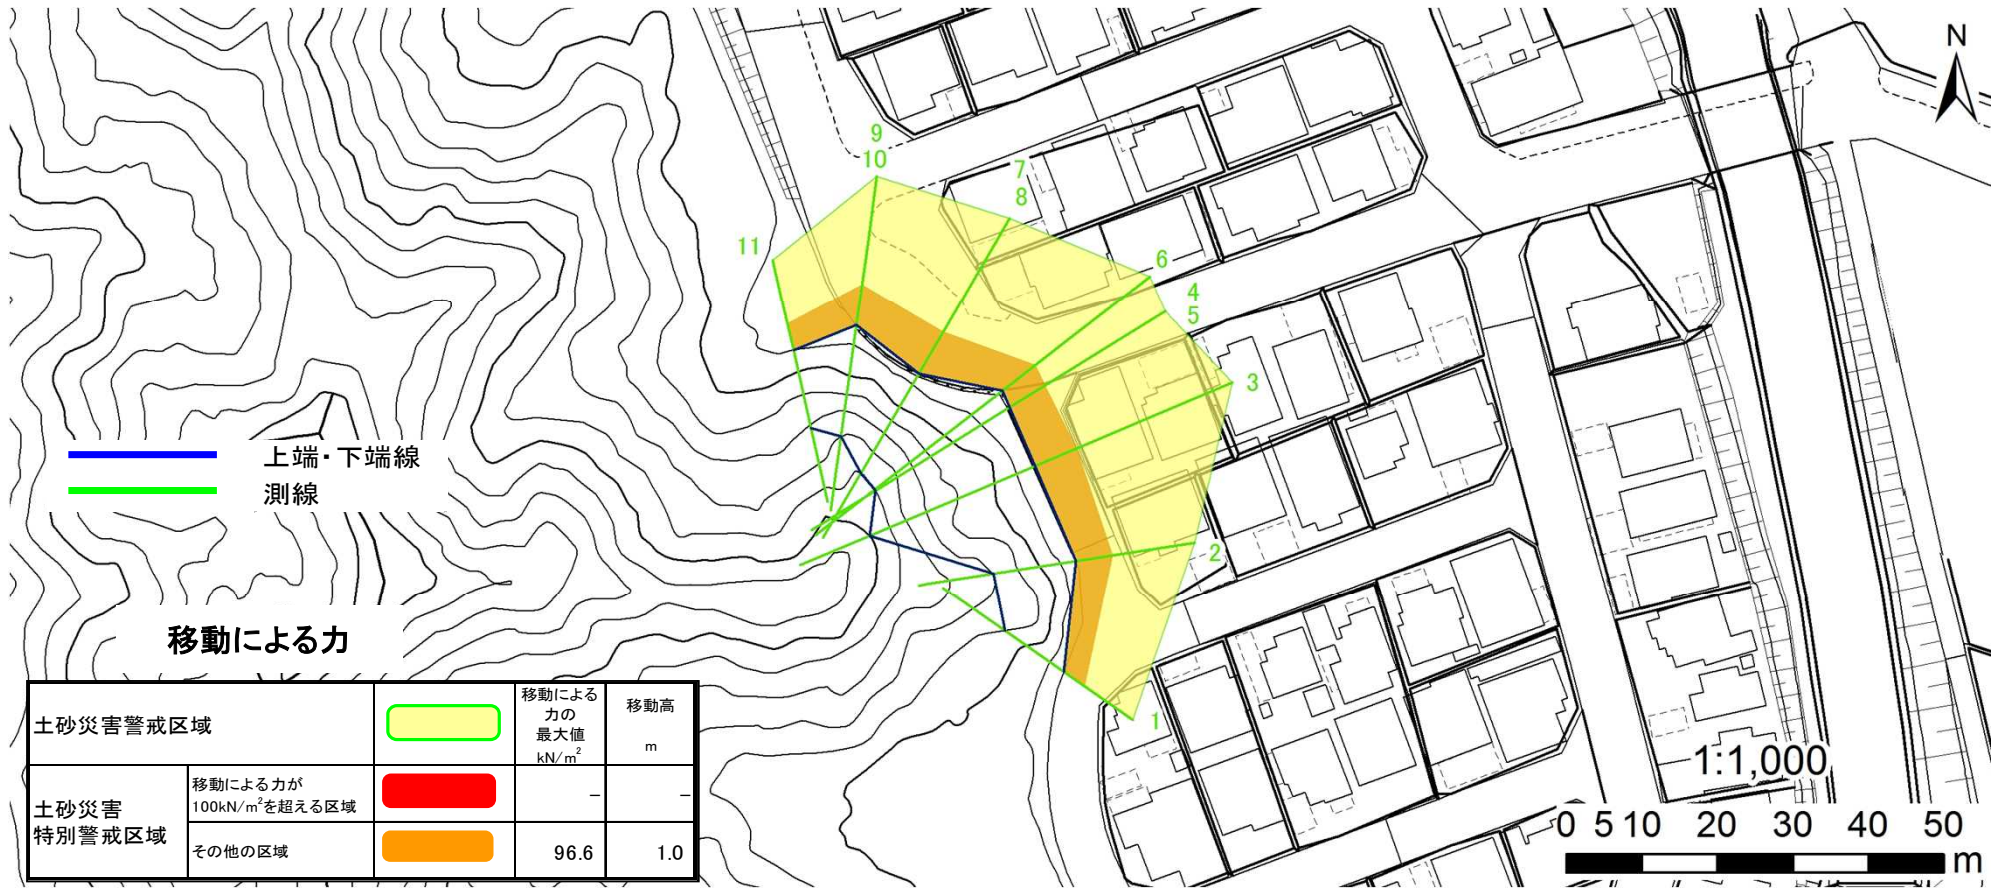 N
9
10
7
8
11
6
4
5
3
2
1
上端・下端線
測線
移動による力
土砂災害警戒区域
移動による
力の
最大値
kN/m²
移動高
m
土砂災害
特別警戒区域
移動による力が
100kN/m²を超える区域
–
–
その他の区域
96.6
1.0
1:1,000
0 5 10 20 30 40 50
m